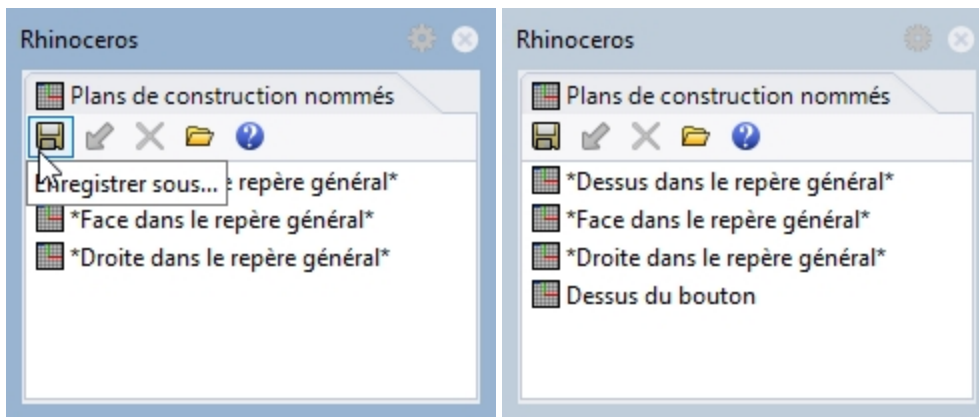 Rhinoceros
Plans de construction nommés
Enregistrer sous...
e repère général*
*Face dans le repère général*
*Droite dans le repère général*
Rhinoceros
Plans de construction nommés
*Dessus dans le repère général*
*Face dans le repère général*
*Droite dans le repère général*
Dessus du bouton